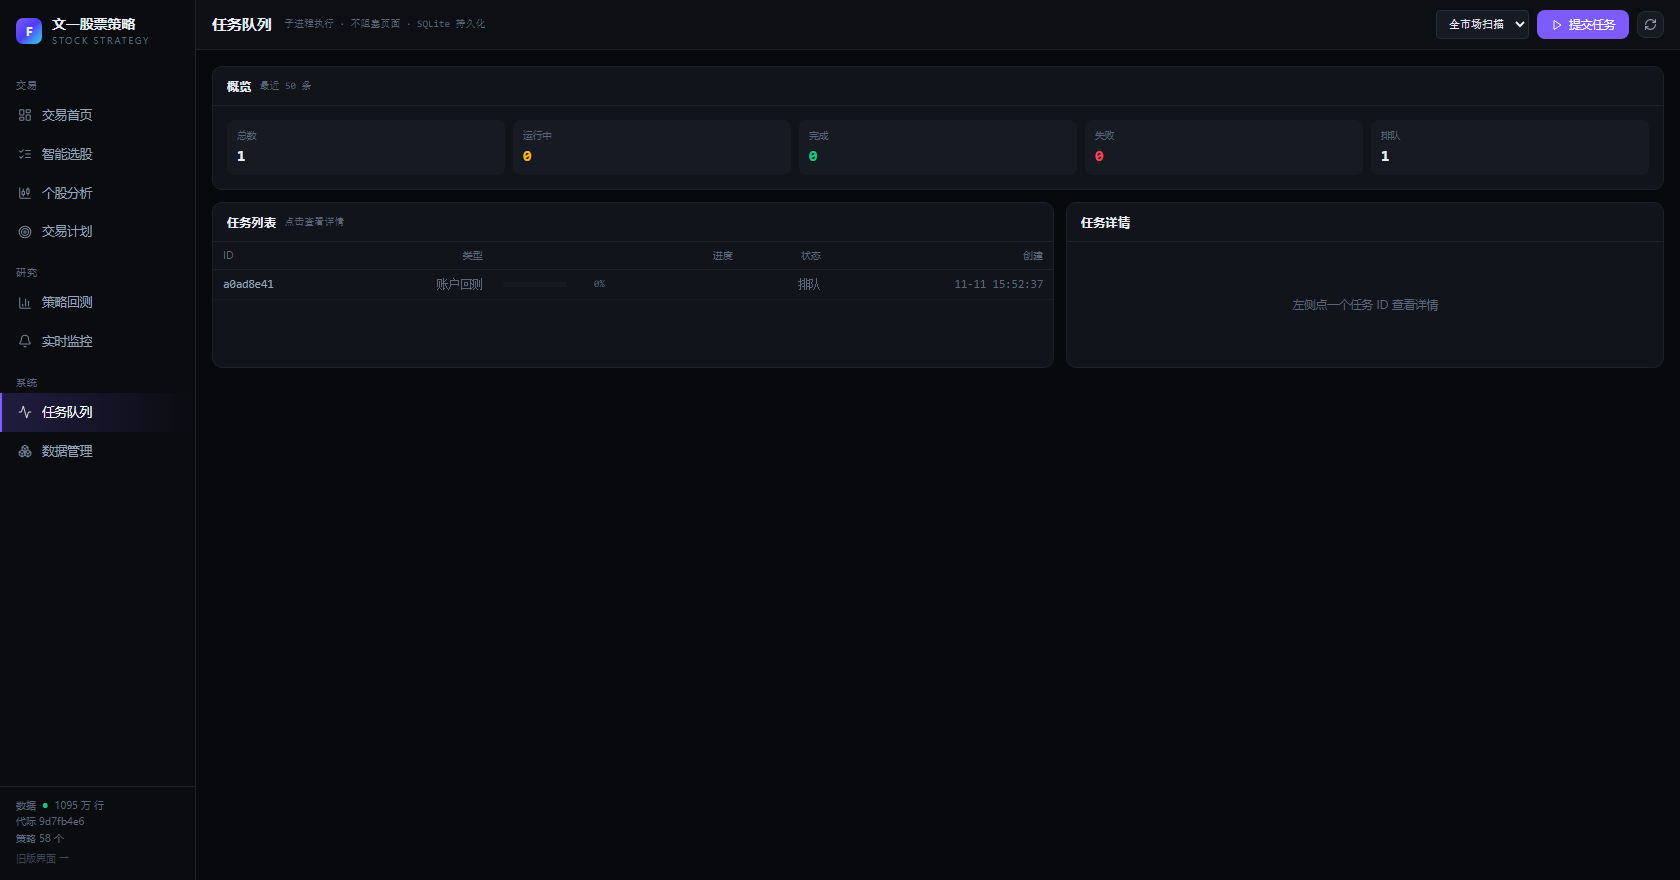 F
文一股票策略
STOCK STRATEGY
交易
交易首页
智能选股
个股分析
交易计划
研究
策略回测
实时监控
系统
任务队列
数据管理
数据 1095 万 行
代际 9d7fb4e6
策略 58 个
旧版界面 →
任务队列 子进程执行 · 不阻塞页面 · SQLite 持久化
全市场扫描 提交任务
概览 最近 50 条
总数 运行中 完成 失败 排队
1 0 0 0 1
任务列表 点击查看详情
ID 类型 进度 状态 创建
a0ad8e41 账户回测 0% 排队 11-11 15:52:37
任务详情
左侧点一个任务 ID 查看详情